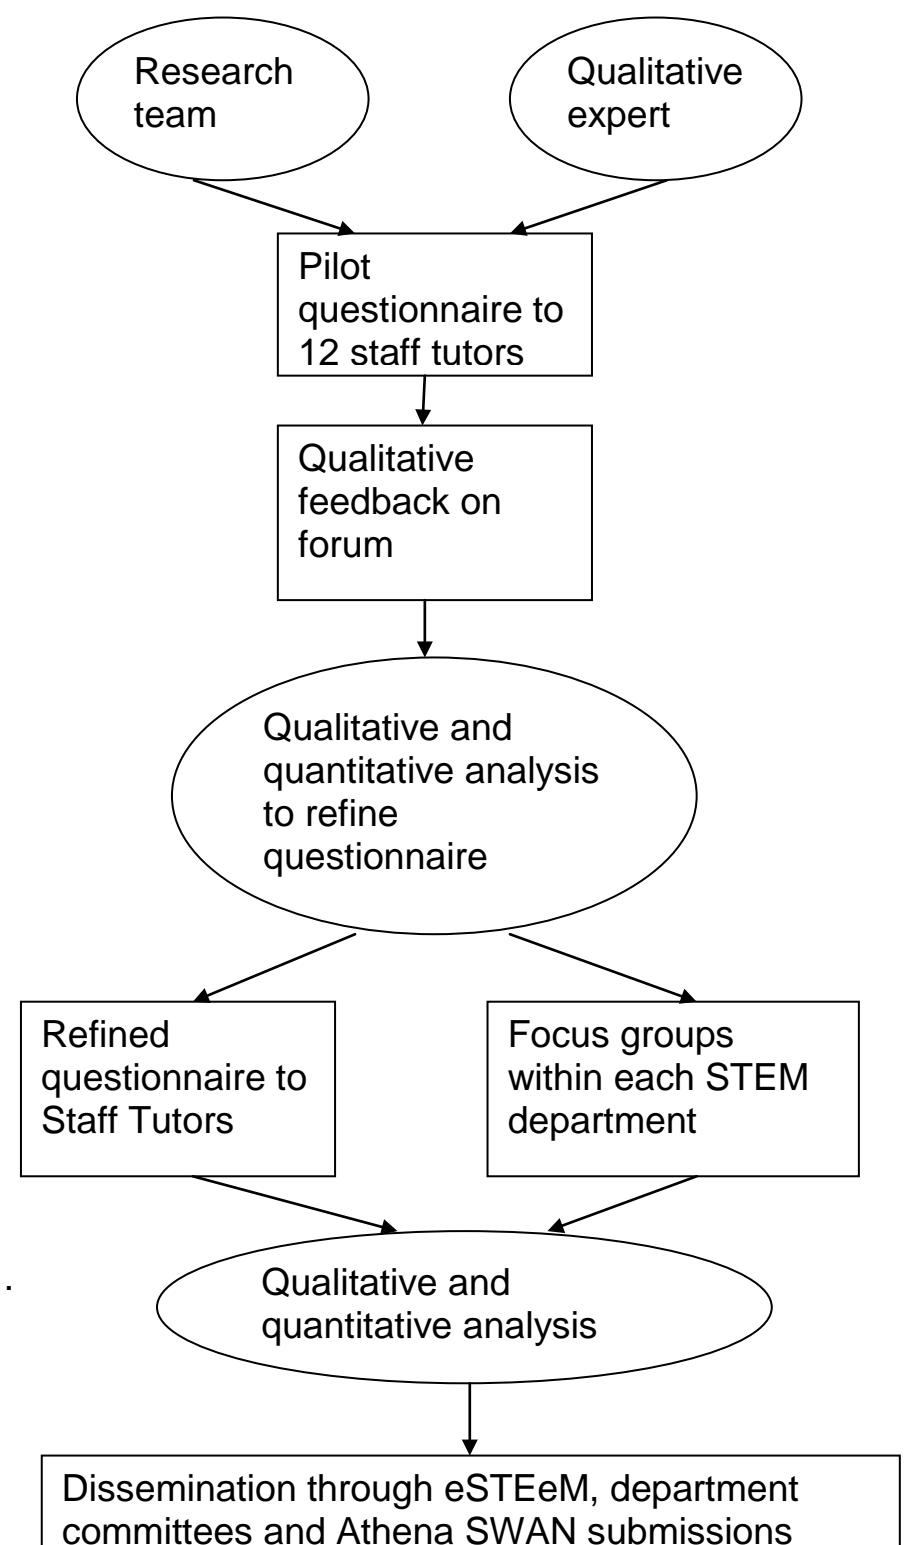 Research
team
Qualitative
expert
Pilot
questionnaire to
12 staff tutors
Qualitative
feedback on
forum
Qualitative and
quantitative analysis
to refine
questionnaire
Refined
questionnaire to
Staff Tutors
Focus groups
within each STEM
department
.
Qualitative and
quantitative analysis
Dissemination through eSTEeM, department
committees and Athena SWAN submissions